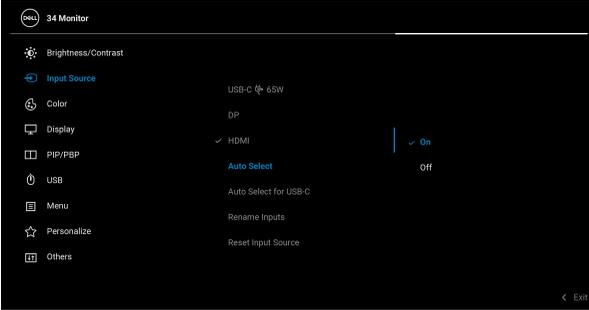 DELL
34 Monitor
Brightness/Contrast
Input Source
Color
Display
PIP/PBP
USB
Menu
Personalize
Others
USB-C 65W
DP
HDMI
Auto Select
Auto Select for USB-C
Rename Inputs
Reset Input Source
On
Off
Exit